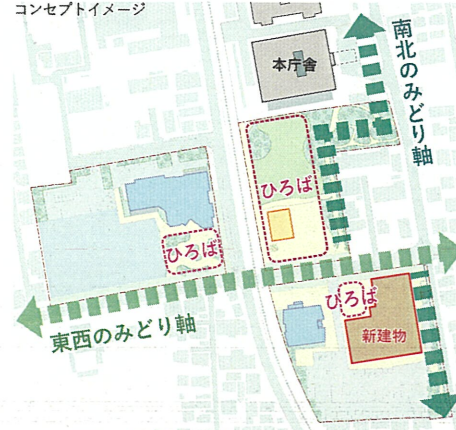 コンセプトイメージ
本庁舎
南北のみどり軸
ひろば
ひろば
東西のみどり軸
ひろば
新建物